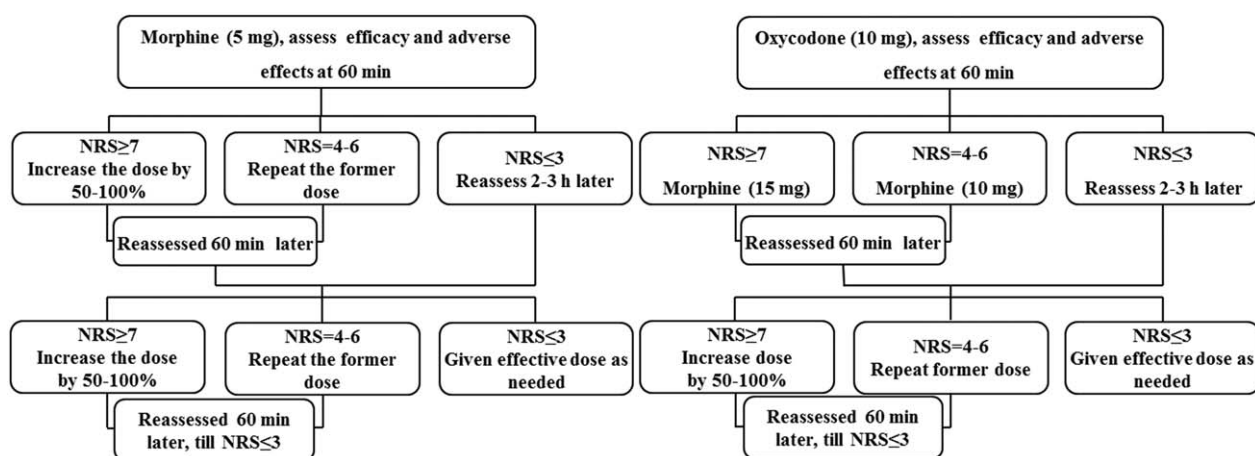 Morphine (5 mg), assess efficacy and adverse
effects at 60 min
NRS≥7
Increase the dose by
50-100%
NRS=4-6
Repeat the former
dose
NRS≤3
Reassess 2-3 h later
Reassessed 60 min later
NRS≥7
Increase the dose
by 50-100%
NRS=4-6
Repeat the former
dose
NRS≤3
Given effective dose as
needed
Reassessed 60 min
later, till NRS≤3
Oxycodone (10 mg), assess efficacy and adverse
effects at 60 min
NRS≥7
Morphine (15 mg)
NRS=4-6
Morphine (10 mg)
NRS≤3
Reassess 2-3 h later
Reassessed 60 min later
NRS≥7
Increase dose
by 50-100%
NRS=4-6
Repeat former dose
NRS≤3
Given effective dose as
needed
Reassessed 60 min
later, till NRS≤3